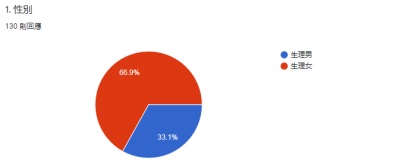 1. 性別
130 則回應
生理男
生理女
66.9%
33.1%